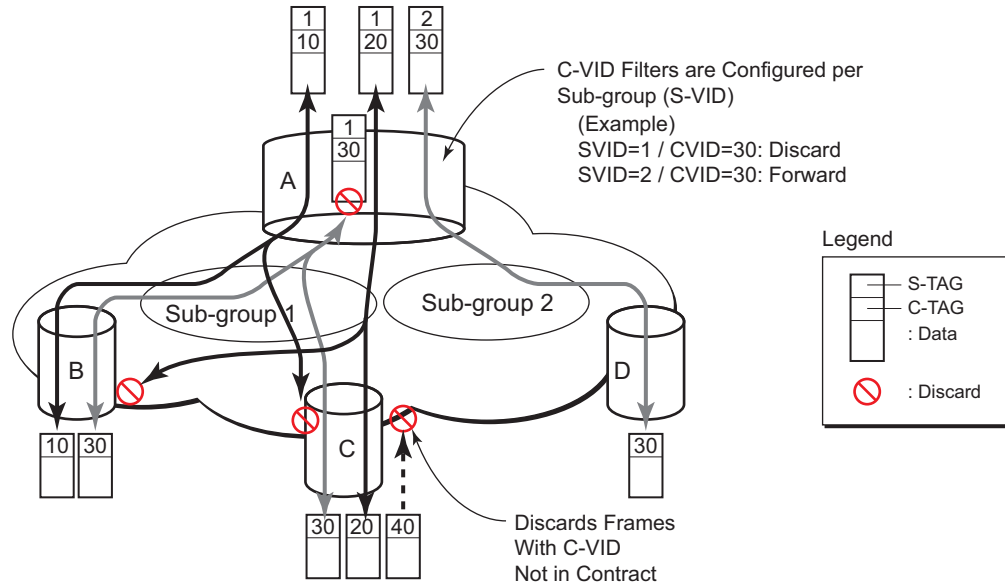 1
10
1
20
2
30
1
30
C-VID Filters are Configured per
Sub-group (S-VID)
(Example)
SVID=1 / CVID=30: Discard
SVID=2 / CVID=30: Forward
A
Legend
S-TAG
C-TAG
: Data
: Discard
Sub-group 1
Sub-group 2
B
D
C
10
30
30
30
20
40
Discards Frames
With C-VID
Not in Contract